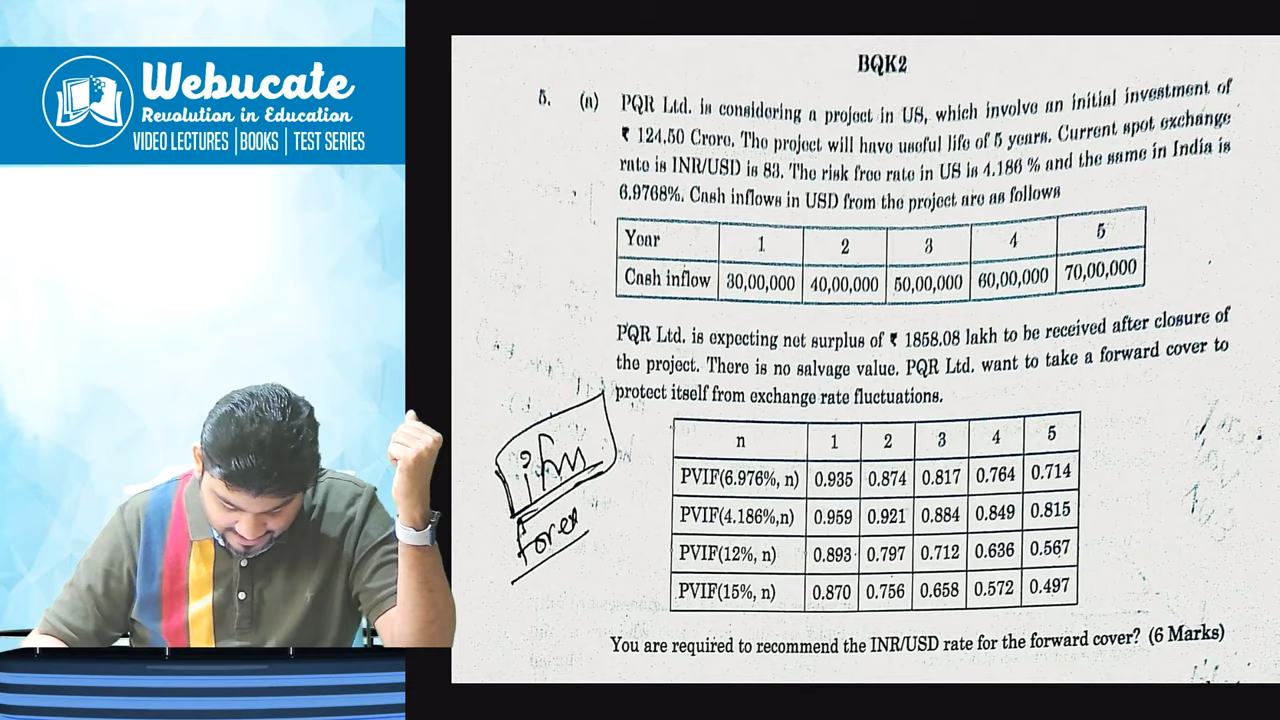 Webucate
Revolution in Education
VIDEO LECTURES | BOOKS | TEST SERIES
BQK2
5. (a) PQR Ltd. is considering a project in US, which involve an initial investment of
₹ 124.50 Crore. The project will have useful life of 5 years. Current spot exchange
rate is INR/USD is 83. The risk free rate in US is 4.186 % and the same in India is
6.9768%. Cash inflows in USD from the project are as follows
Year 1 2 3 4 5
Cash inflow 30,00,000 40,00,000 50,00,000 60,00,000 70,00,000
PQR Ltd. is expecting net surplus of ₹ 1858.08 lakh to be received after closure of
the project. There is no salvage value. PQR Ltd. want to take a forward cover to
protect itself from exchange rate fluctuations.
ifm
Forex
n 1 2 3 4 5
PVIF(6.976%, n) 0.935 0.874 0.817 0.764 0.714
PVIF(4.186%,n) 0.959 0.921 0.884 0.849 0.815
PVIF(12%, n) 0.893 0.797 0.712 0.636 0.567
PVIF(15%, n) 0.870 0.756 0.658 0.572 0.497
You are required to recommend the INR/USD rate for the forward cover? (6 Marks)